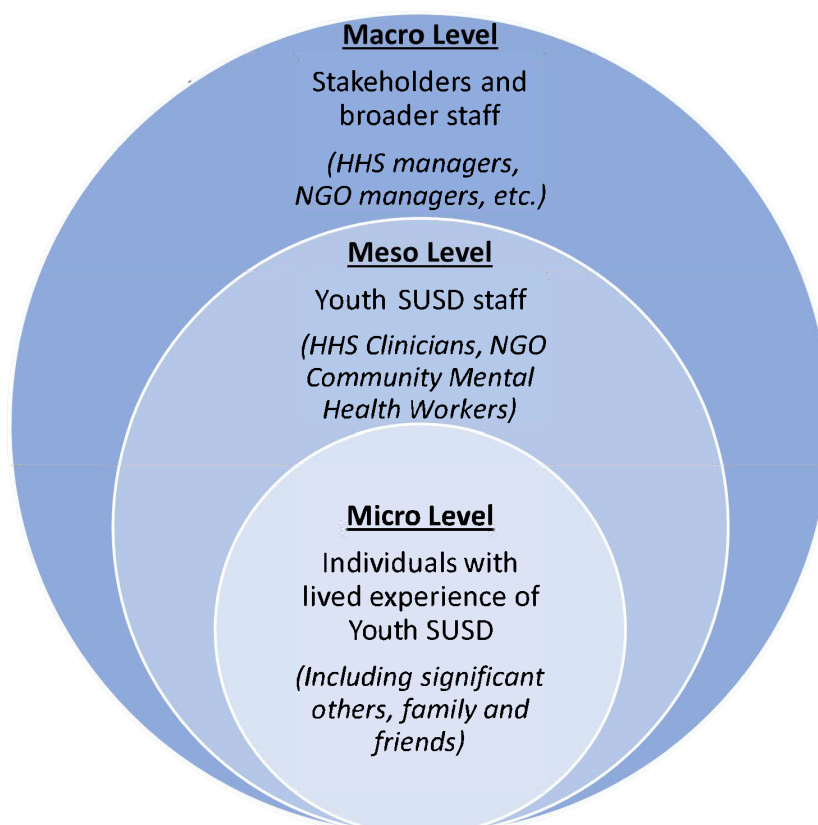 Macro Level
Stakeholders and
broader staff
(HHS managers,
NGO managers, etc.)
Meso Level
Youth SUSD staff
(HHS Clinicians, NGO
Community Mental
Health Workers)
Micro Level
Individuals with
lived experience of
Youth SUSD
(Including significant
others, family and
friends)